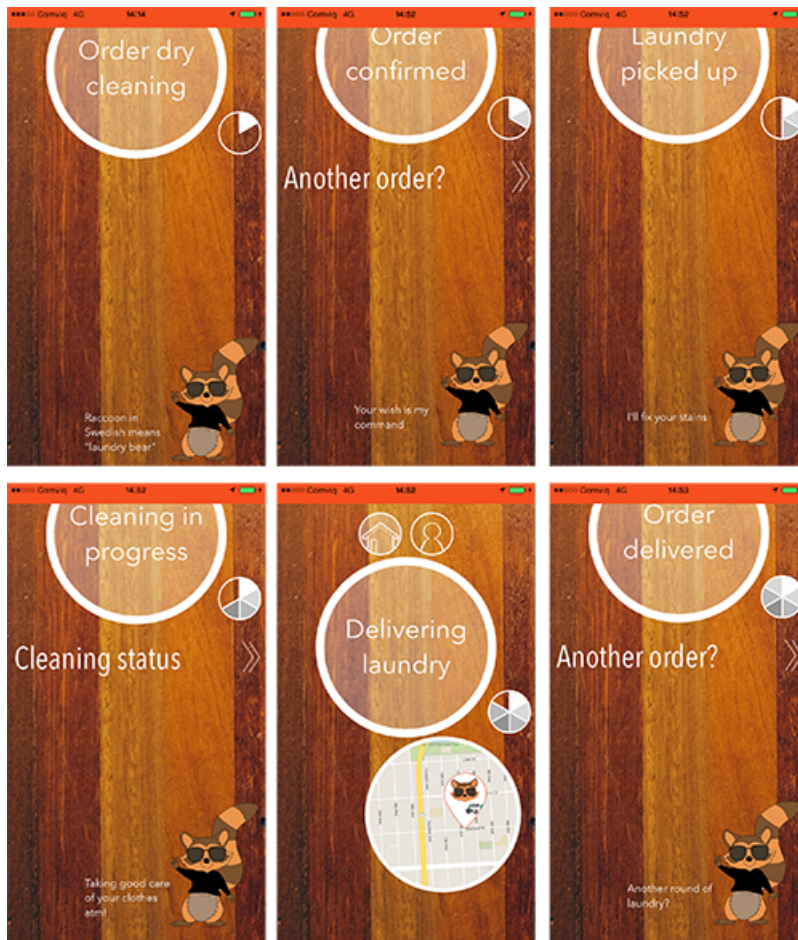 Comviq 4G 14:14
Order dry
cleaning
Raccoon in
Swedish means
"laundry bear"
Comviq 4G 14:52
Order
confirmed
Another order?
Your wish is my
command
Comviq 4G 14:52
Laundry
picked up
I'll fix your stains
Comviq 4G 14:52
Cleaning in
progress
Cleaning status
Taking good care
of your clothes
atm!
Comviq 4G 14:52
Delivering
laundry
Comviq 4G 14:53
Order
delivered
Another order?
Another round of
laundry?